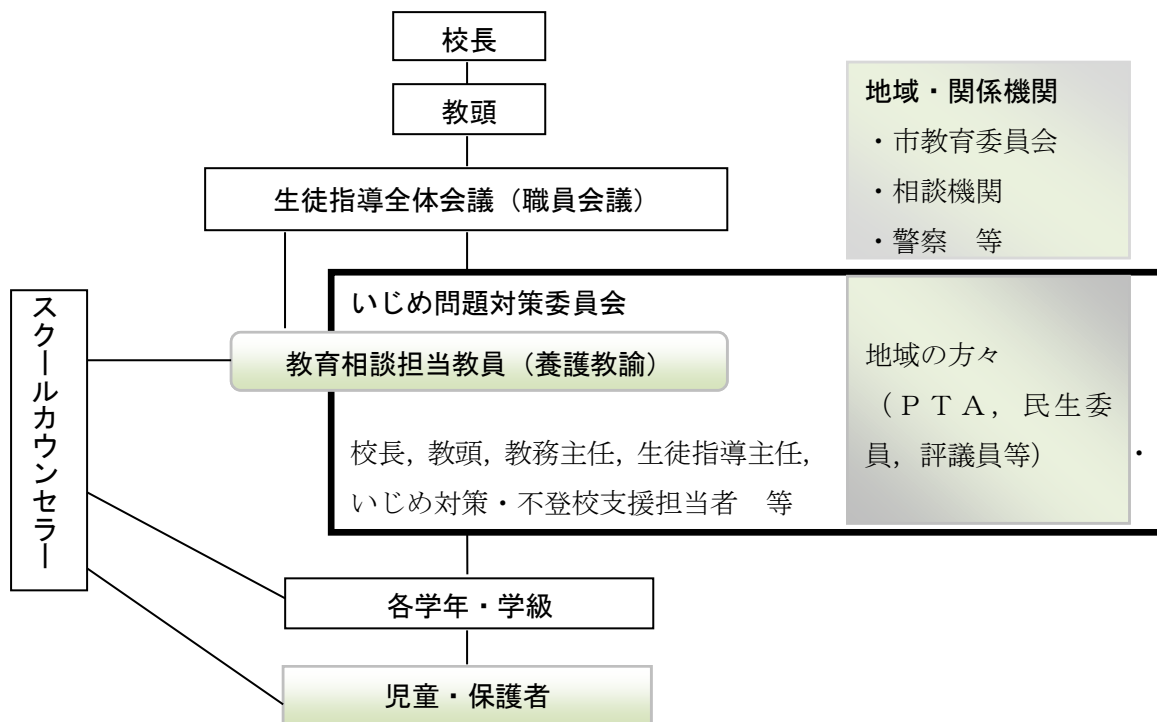 校長
教頭
生徒指導全体会議（職員会議）
地域・関係機関
・市教育委員会
・相談機関
・警察　等
スクールカウンセラー
いじめ問題対策委員会
教育相談担当教員（養護教諭）
校長，教頭，教務主任，生徒指導主任，
いじめ対策・不登校支援担当者　等
地域の方々
（ＰＴＡ，民生委
員，評議員等）
・
各学年・学級
児童・保護者